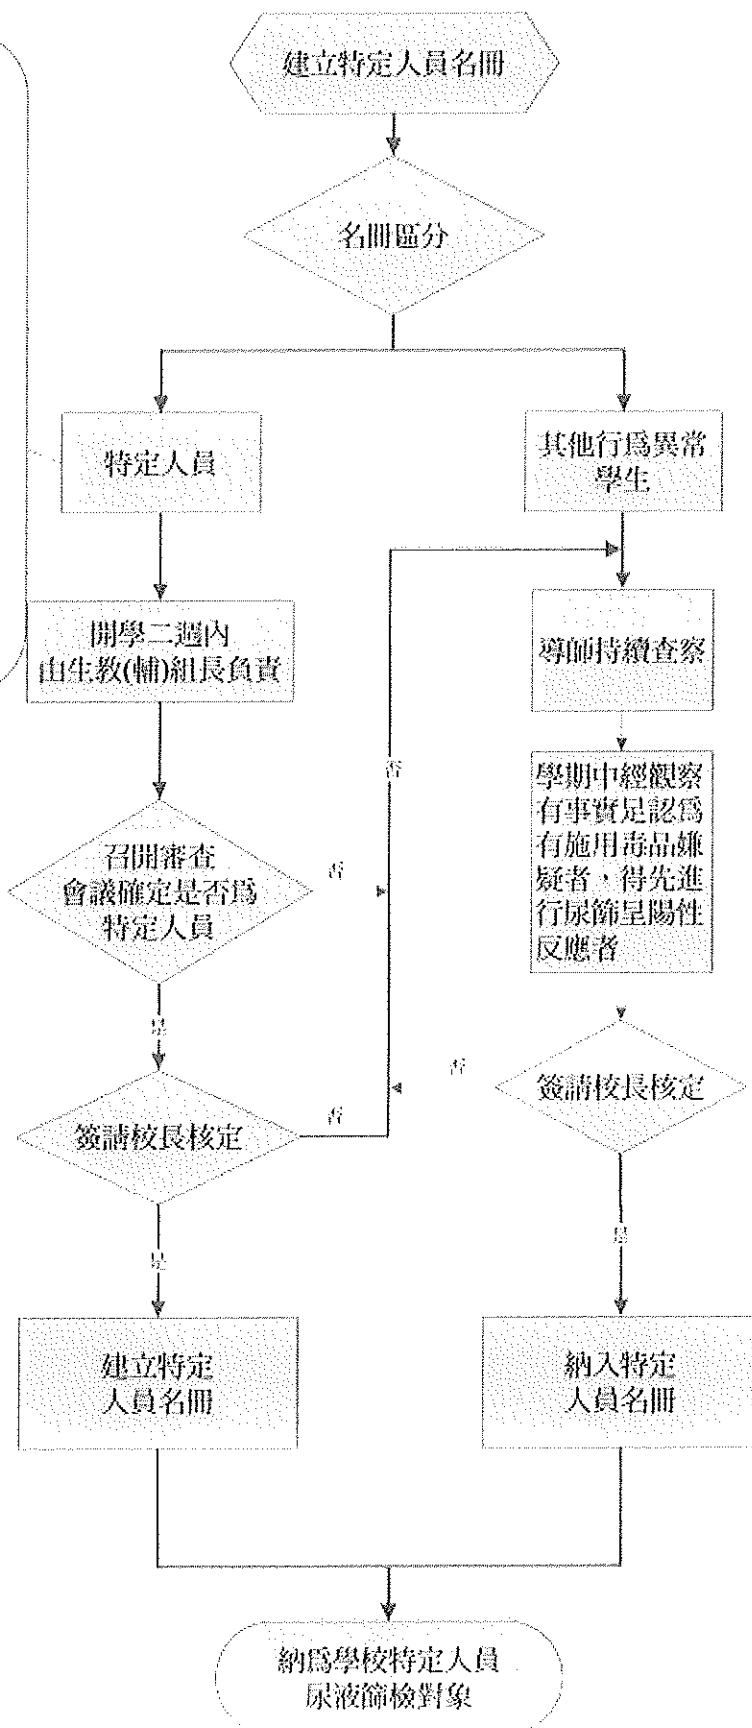 建立特定人員名冊
名冊區分
特定人員
其他行為異常
學生
開學二週內
由生教(輔)組長負責
導師持續查察
否
學期中經觀察
有事實足認為
有施用毒品嫌
疑者，得先進
行尿篩呈陽性
反應者
召開審查
會議確定是否為
特定人員
否
是
簽請校長核定
否
否
簽請校長核定
是
是
建立特定
人員名冊
納入特定
人員名冊
納為學校特定人員
尿液篩檢對象